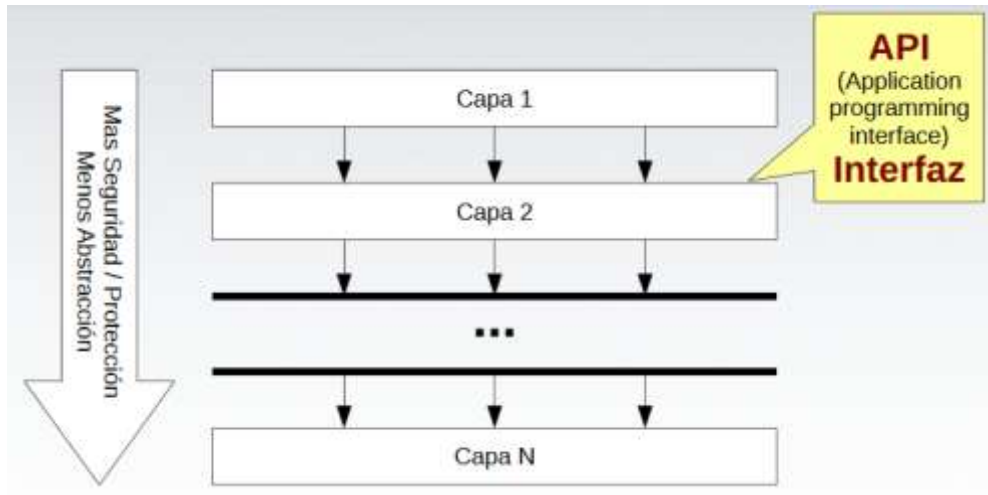 API
(Application
programming
interface)
Interfaz
Capa 1
Mas Seguridad / Protección
Menos Abstracción
Capa 2
...
Capa N